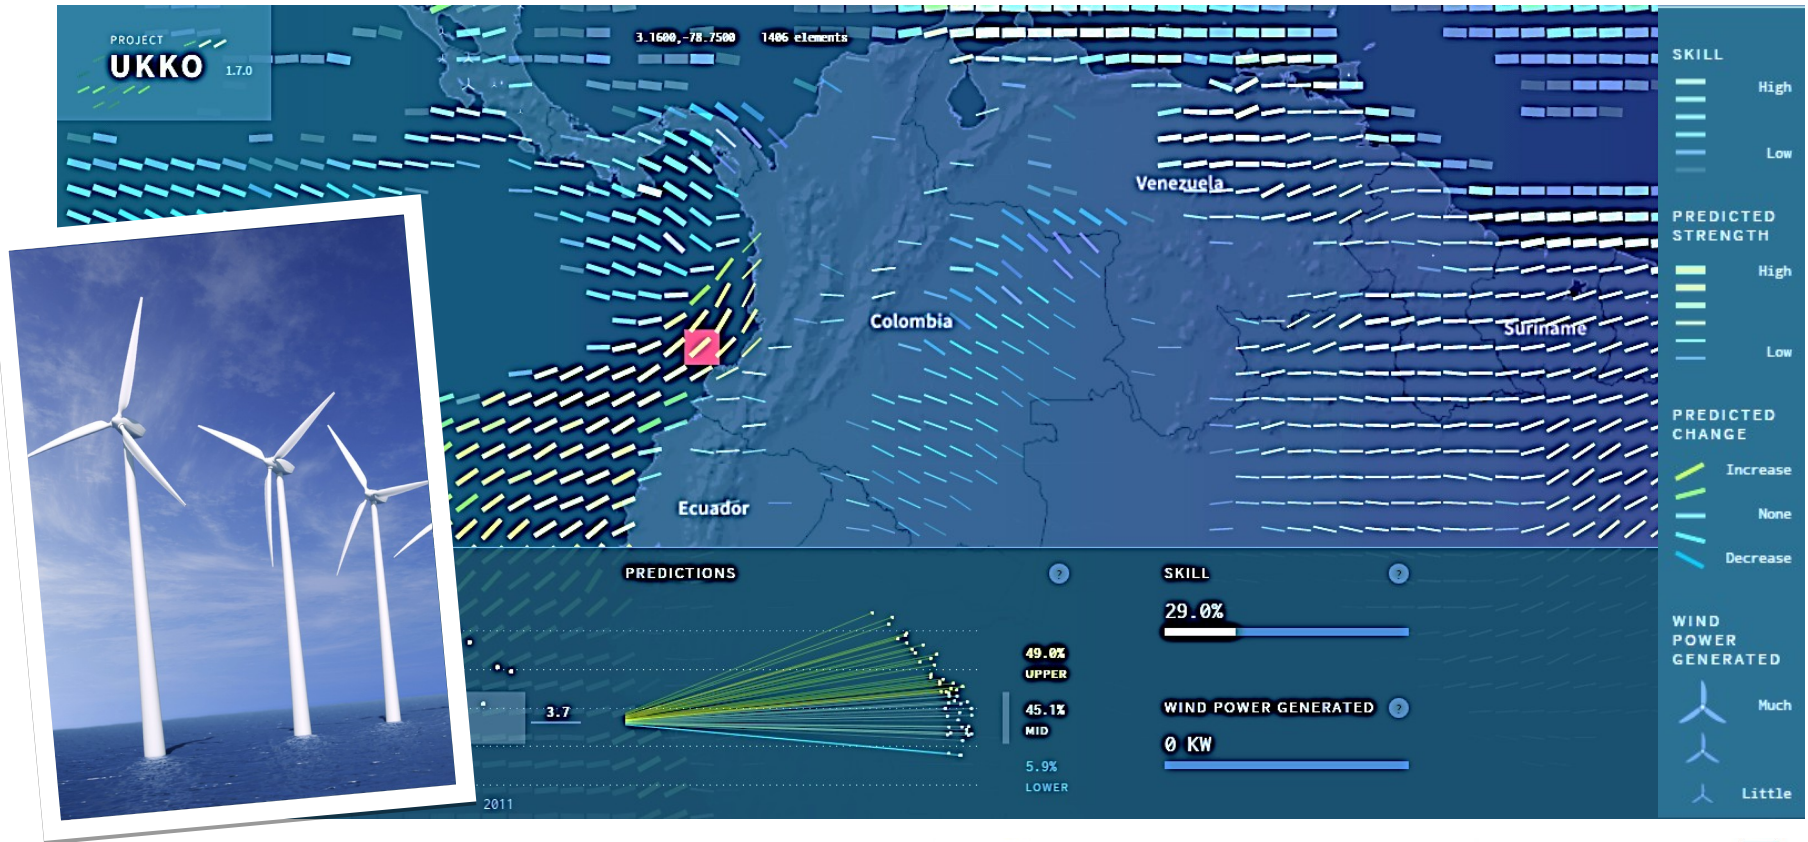 PROJECT
UKKO
1.7.0
3.1600,-78.7500 1406 elements
Venezuela
Colombia
Suriname
Ecuador
SKILL
High
Low
PREDICTED
STRENGTH
High
Low
PREDICTED
CHANGE
Increase
None
Decrease
WIND
POWER
GENERATED
Much
Little
PREDICTIONS
?
3.7
49.0%
UPPER
45.1%
MID
5.9%
LOWER
2011
SKILL
?
29.0%
WIND POWER GENERATED
?
0 KW